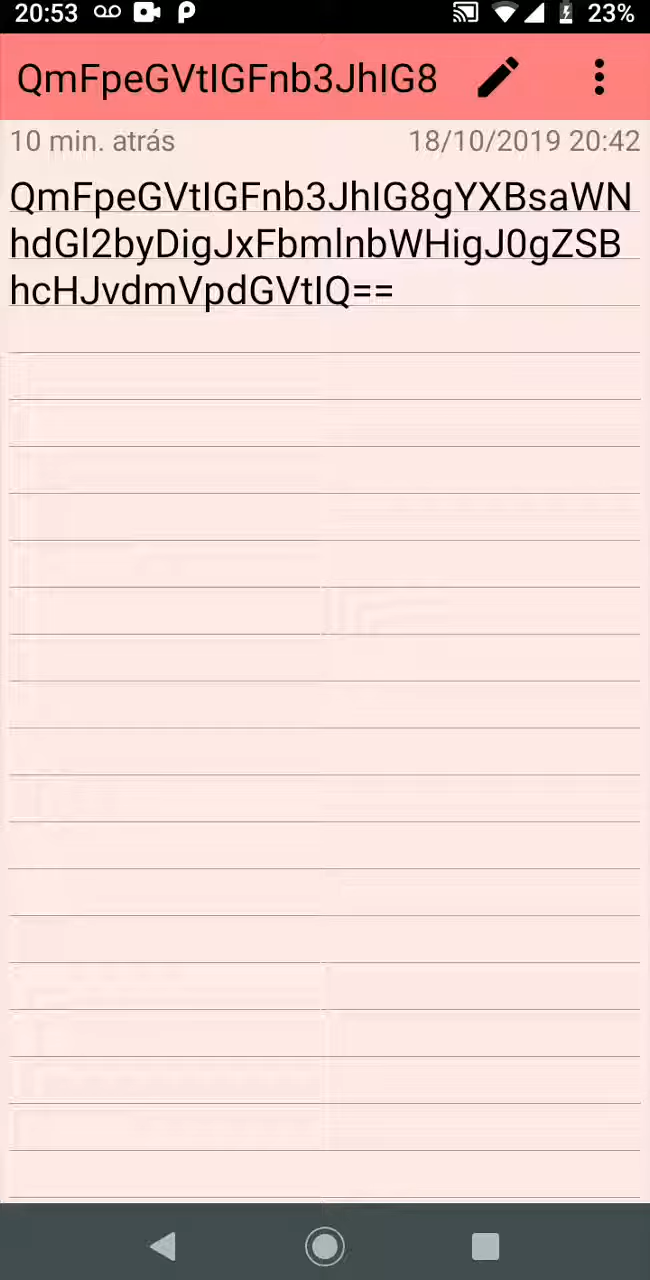 20:53 23%
QmFpeGVtIGFnb3JhIG8
10 min. atrás 18/10/2019 20:42
QmFpeGVtIGFnb3JhIG8gYXBsaWN
hdGl2byDigJxFbmlnbWHigJ0gZSB
hcHJvdmVpdGVtIQ==